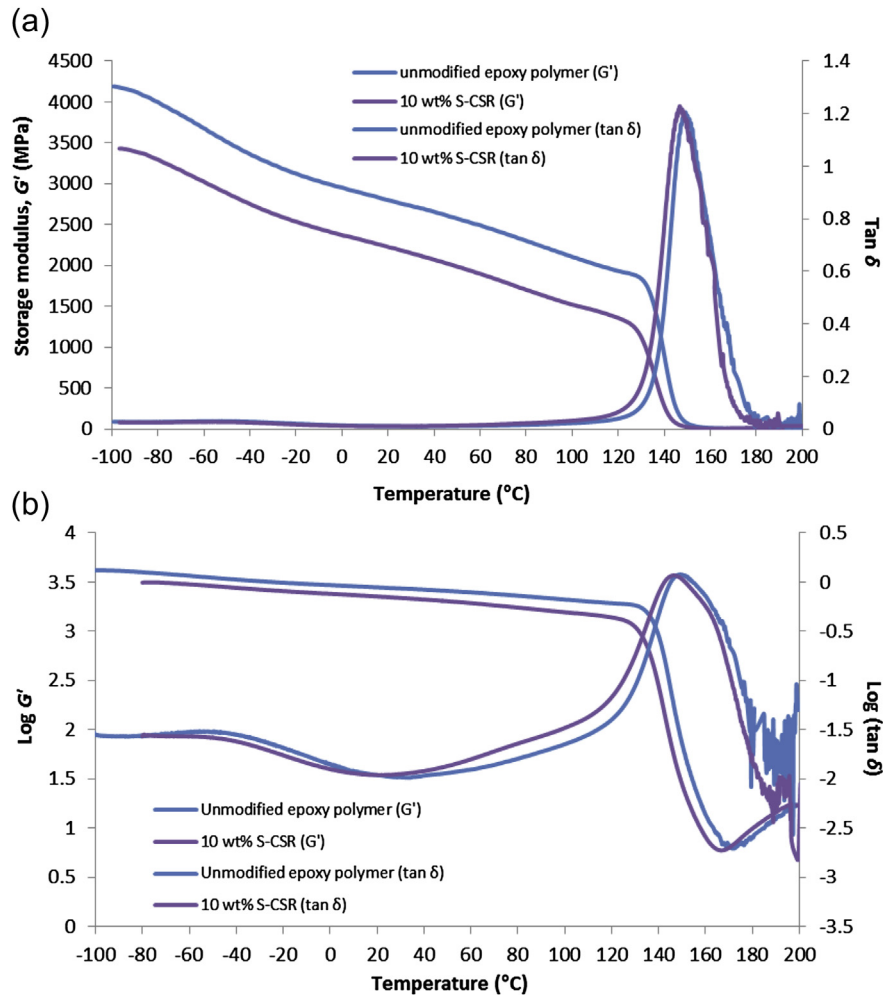 (a)
4500
4000
3500
3000
2500
2000
1500
1000
500
0
Storage modulus, G' (MPa)
unmodified epoxy polymer (G')
10 wt% S-CSR (G')
unmodified epoxy polymer (tan δ)
10 wt% S-CSR (tan δ)
1.4
1.2
1
0.8
0.6
0.4
0.2
0
Tan δ
-100 -80 -60 -40 -20 0 20 40 60 80 100 120 140 160 180 200
Temperature (°C)
(b)
4
3.5
3
2.5
2
1.5
1
0.5
0
Log G'
Unmodified epoxy polymer (G')
10 wt% S-CSR (G')
Unmodified epoxy polymer (tan δ)
10 wt% S-CSR (tan δ)
0.5
0
-0.5
-1
-1.5
-2
-2.5
-3
-3.5
Log (tan δ)
-100 -80 -60 -40 -20 0 20 40 60 80 100 120 140 160 180 200
Temperature (°C)